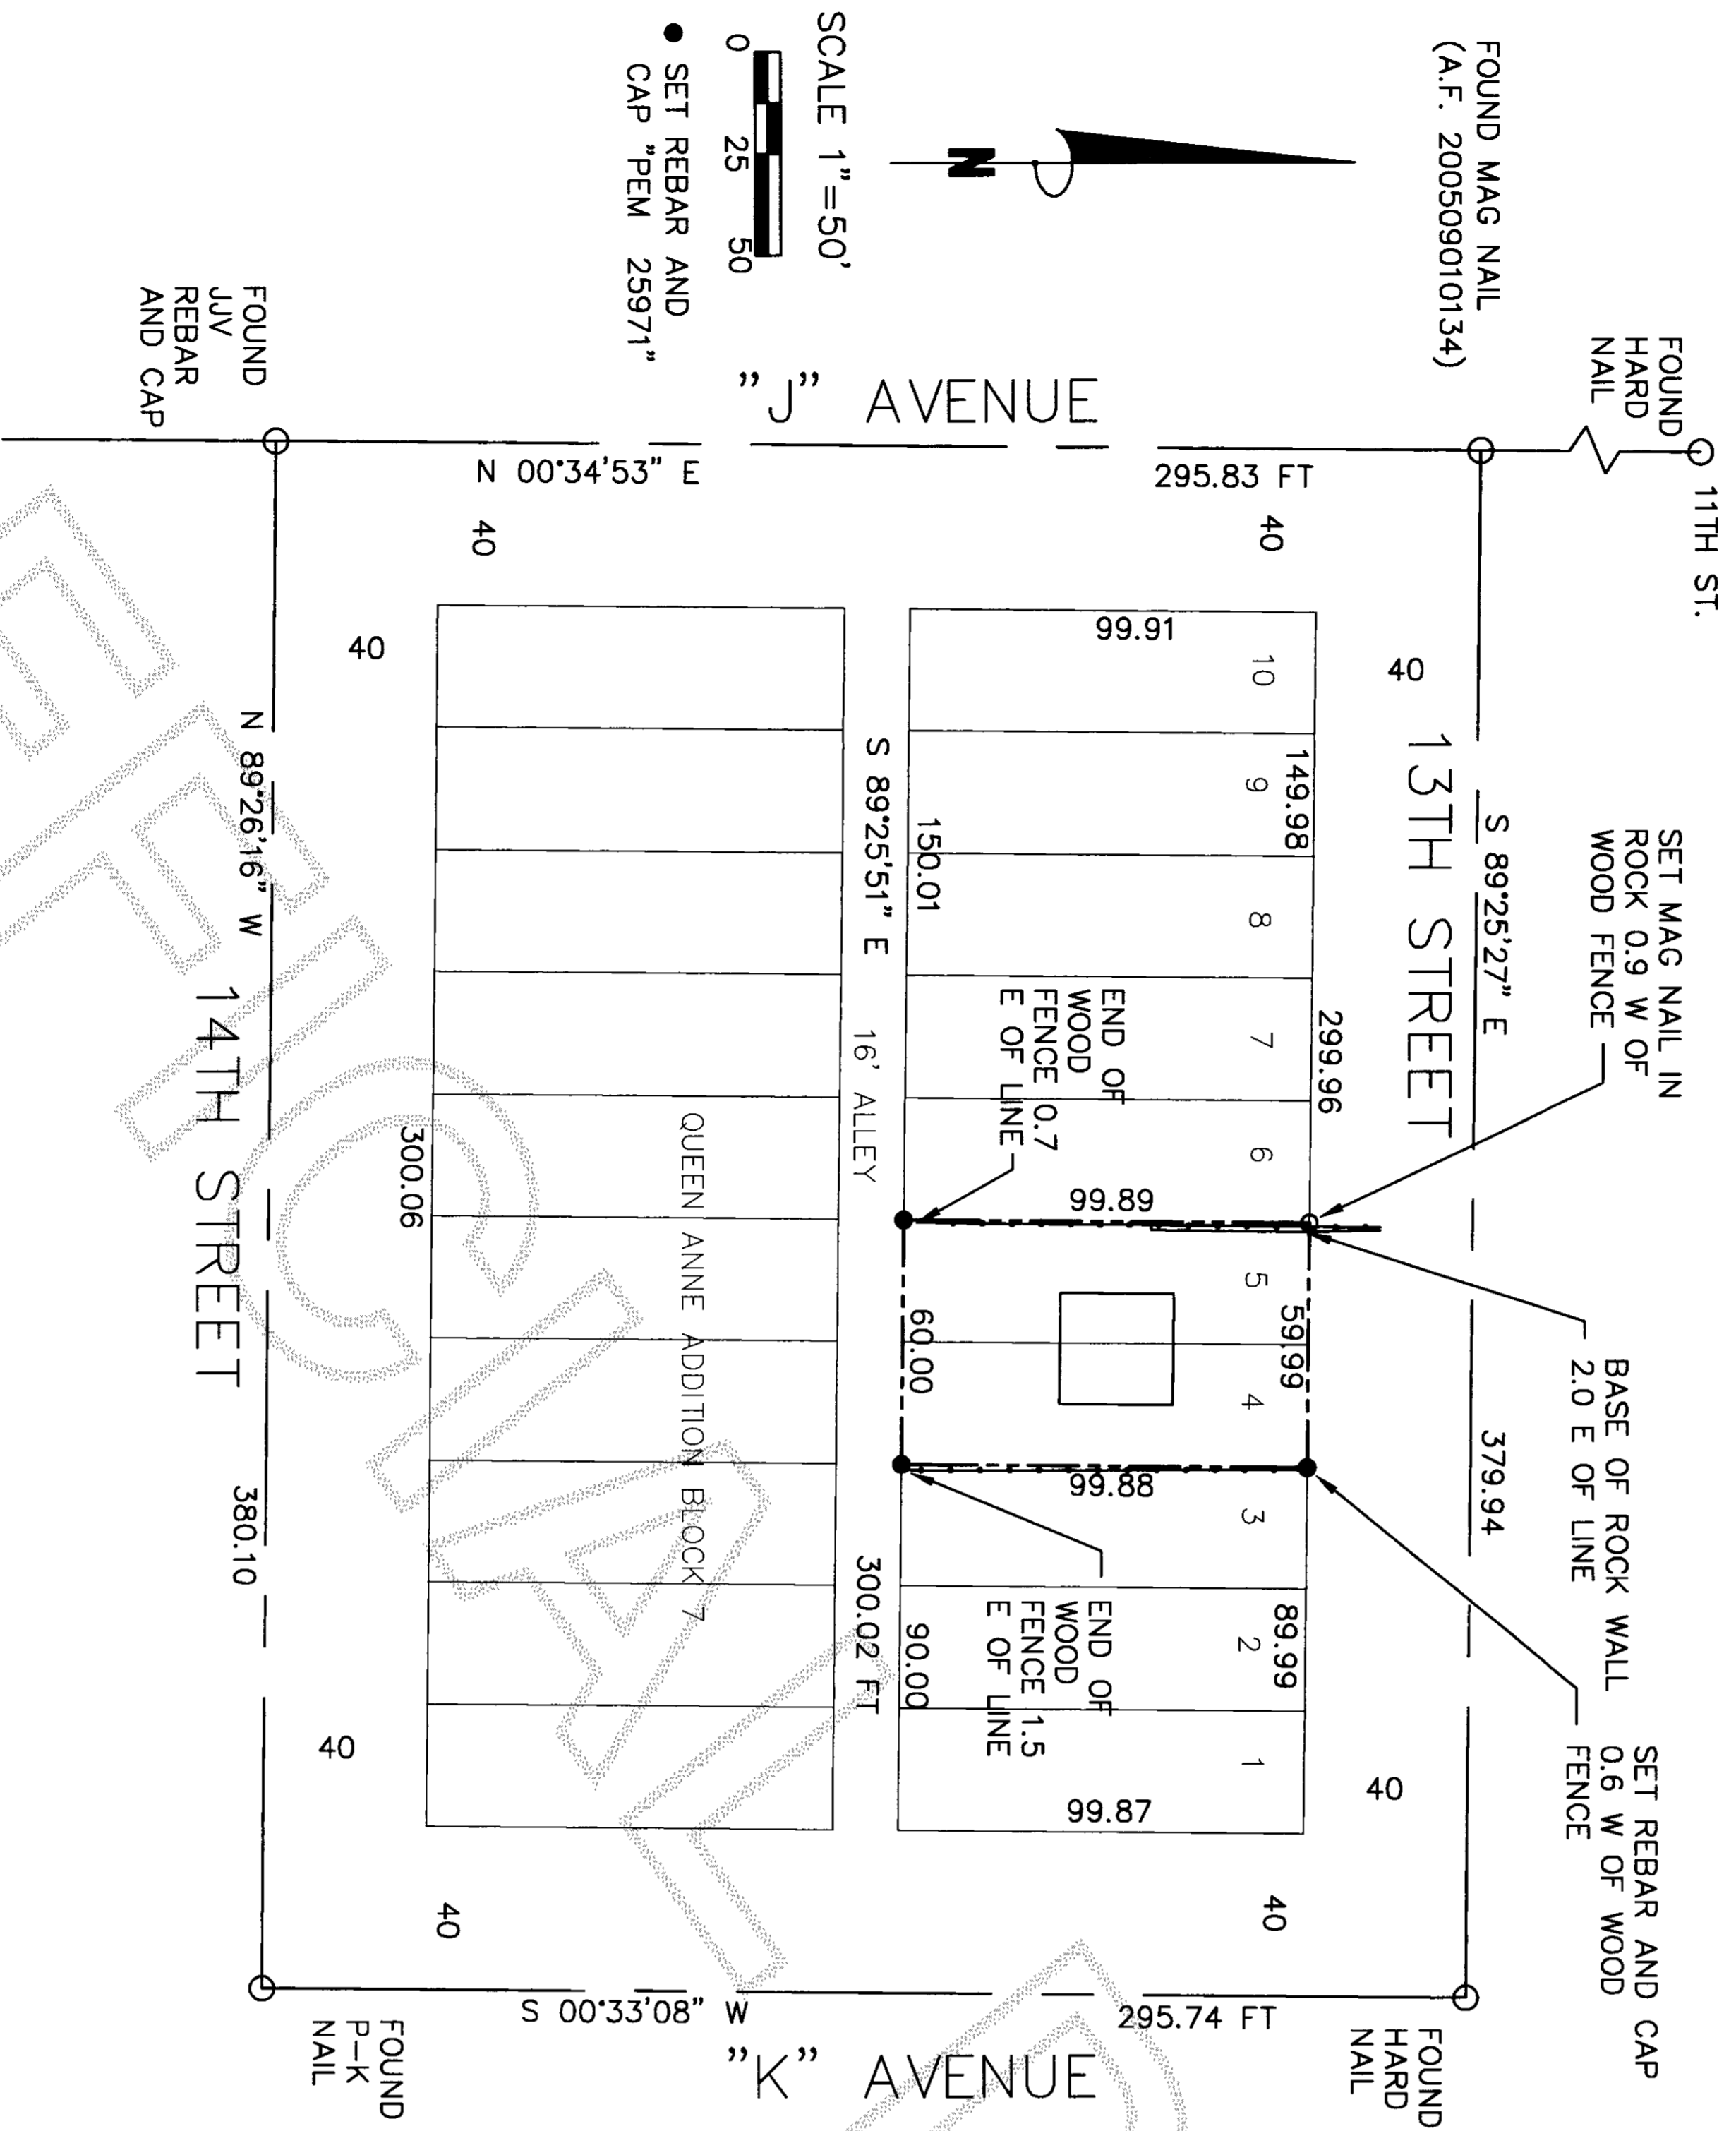 FOUND
HARD
NAIL
11TH ST.
FOUND MAG NAIL
(A.F. 200509010134)
SET MAG NAIL IN
ROCK 0.9 W OF
WOOD FENCE
BASE OF ROCK WALL
2.0 E OF LINE
SET REBAR AND CAP
0.6 W OF WOOD
FENCE
FOUND
HARD
NAIL
S 89°25'27" E
379.94
13TH STREET
40
40
40
40
299.96
149.98
59.99
89.99
10
9
8
7
6
5
4
3
2
1
99.91
99.89
99.88
99.87
END OF
WOOD
FENCE 0.7
E OF LINE
END OF
WOOD
FENCE 1.5
E OF LINE
150.01
60.00
90.00
S 89°25'51" E
16' ALLEY
300.02 FT
"J" AVENUE
N 00°34'53" E
295.83 FT
"K" AVENUE
S 00°33'08" W
295.74 FT
SCALE 1"=50'
0
25
50
N
SET REBAR AND
CAP "PEM 25971"
QUEEN ANNE ADDITION BLOCK 7
40
40
40
40
300.06
N 89°26'16" W
380.10
14TH STREET
FOUND
JJV
REBAR
AND CAP
FOUND
P-K
NAIL